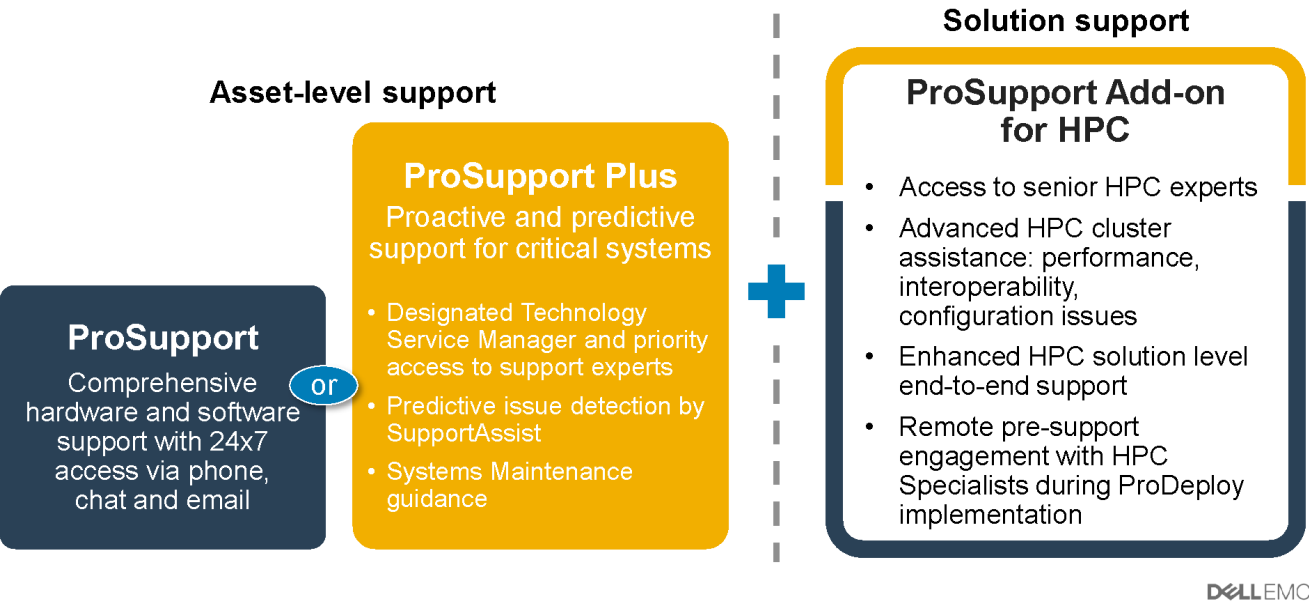 Asset-level support
ProSupport
Comprehensive
hardware and software
support with 24x7
access via phone,
chat and email
or
ProSupport Plus
Proactive and predictive
support for critical systems
• Designated Technology
Service Manager and priority
access to support experts
• Predictive issue detection by
SupportAssist
• Systems Maintenance
guidance
Solution support
ProSupport Add-on
for HPC
• Access to senior HPC experts
• Advanced HPC cluster
assistance: performance,
interoperability,
configuration issues
• Enhanced HPC solution level
end-to-end support
• Remote pre-support
engagement with HPC
Specialists during ProDeploy
implementation
DELLEMC